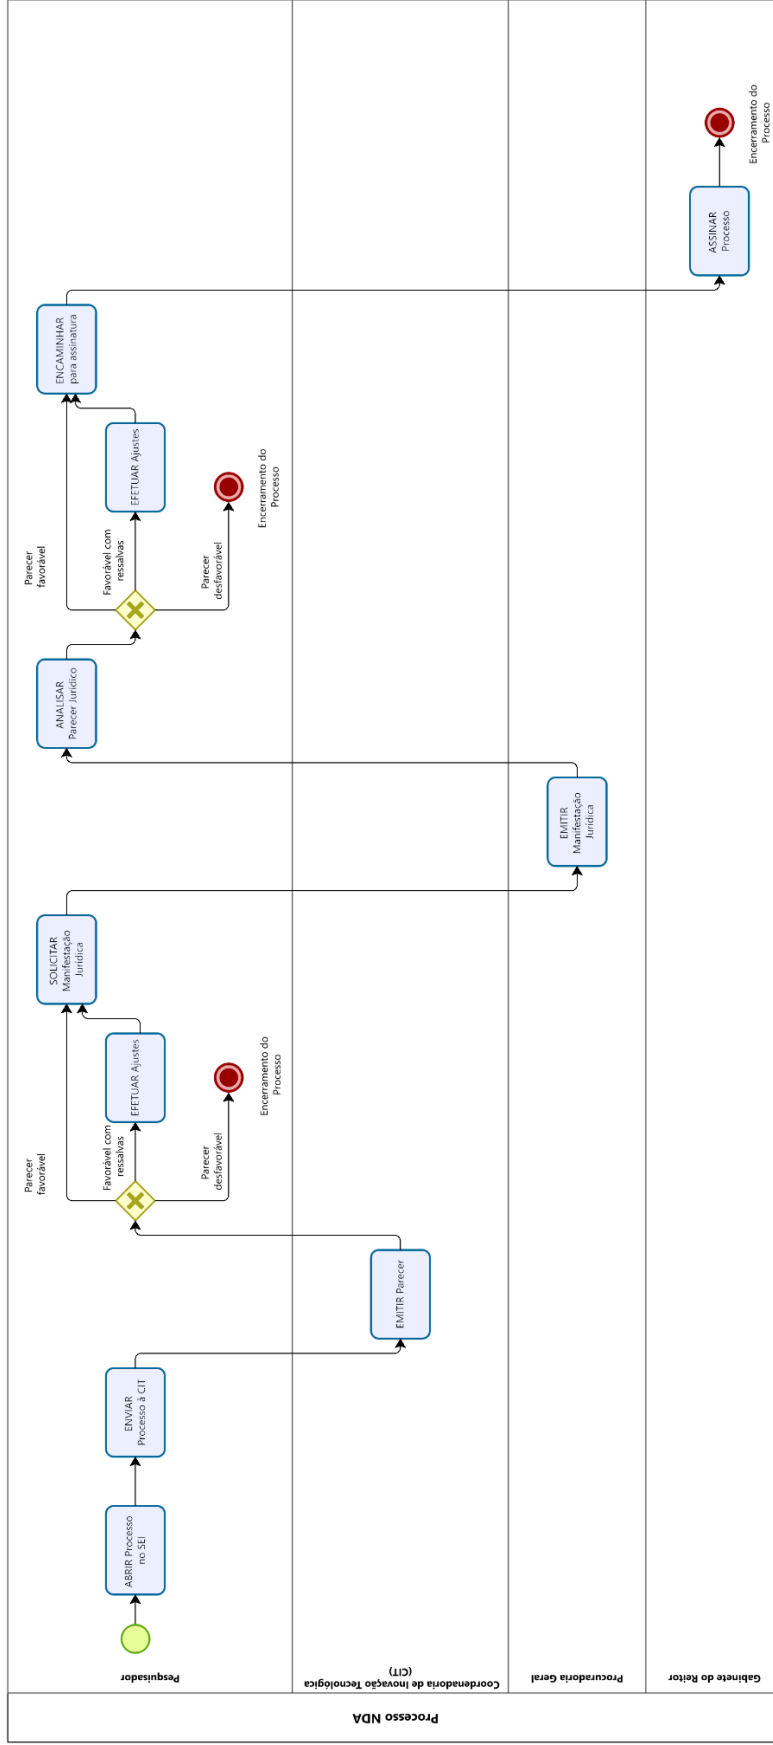 Processo NDA
Pesquisador
Coordenadoria de Inovação Tecnológica
(CIT)
Procuradoria Geral
Gabinete do Reitor
ABRIR Processo
no SEI
ENVIAR
Processo à CIT
EMITIR Parecer
Parecer
favorável
Favorável com
ressalvas
Parecer
desfavorável
EFETUAR Ajustes
Encerramento do
Processo
SOLICITAR
Manifestação
Jurídica
EMITIR
Manifestação
Jurídica
ANALISAR
Parecer Jurídico
Parecer
favorável
Favorável com
ressalvas
Parecer
desfavorável
EFETUAR Ajustes
Encerramento do
Processo
ENCAMINHAR
para assinatura
ASSINAR
Processo
Encerramento do
Processo